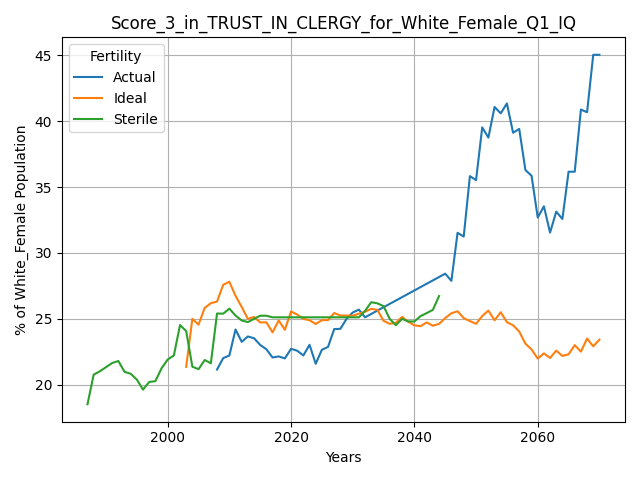 Score_3_in_TRUST_IN_CLERGY_for_White_Female_Q1_IQ
Fertility
Actual
Ideal
Sterile
% of White_Female Population
45
40
35
30
25
20
2000
2020
2040
2060
Years